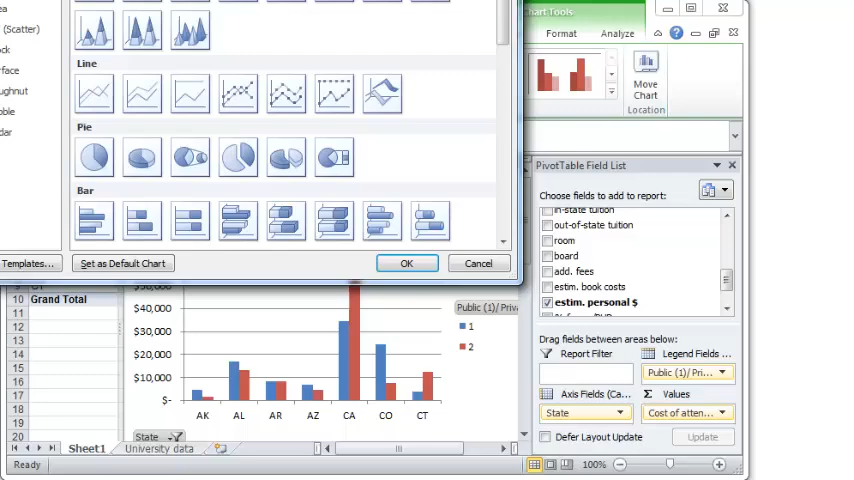 Chart Tools
Format
Analyze
ea
(Scatter)
ock
rface
ughnut
bble
dar
Line
Pie
Bar
Templates...
Set as Default Chart
OK
Cancel
Move
Chart
Location
PivotTable Field List
Choose fields to add to report:
in-state tuition
out-of-state tuition
room
board
add. fees
estim. book costs
estim. personal $
Drag fields between areas below:
Report Filter
Legend Fields ...
Public (1)/ Pri...
Axis Fields (Ca...
Σ Values
State
Cost of atten...
Defer Layout Update
Update
10 Grand Total
11
12
13
14
15
16
17
18
19
20
$40,000
$30,000
$20,000
$10,000
$-
AK AL AR AZ CA CO CT
Public (1)/ Priv
1
2
State
Sheet1
University data
Ready
100%